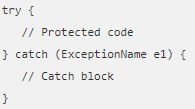 try {
   // Protected code
} catch (ExceptionName e1) {
   // Catch block
}